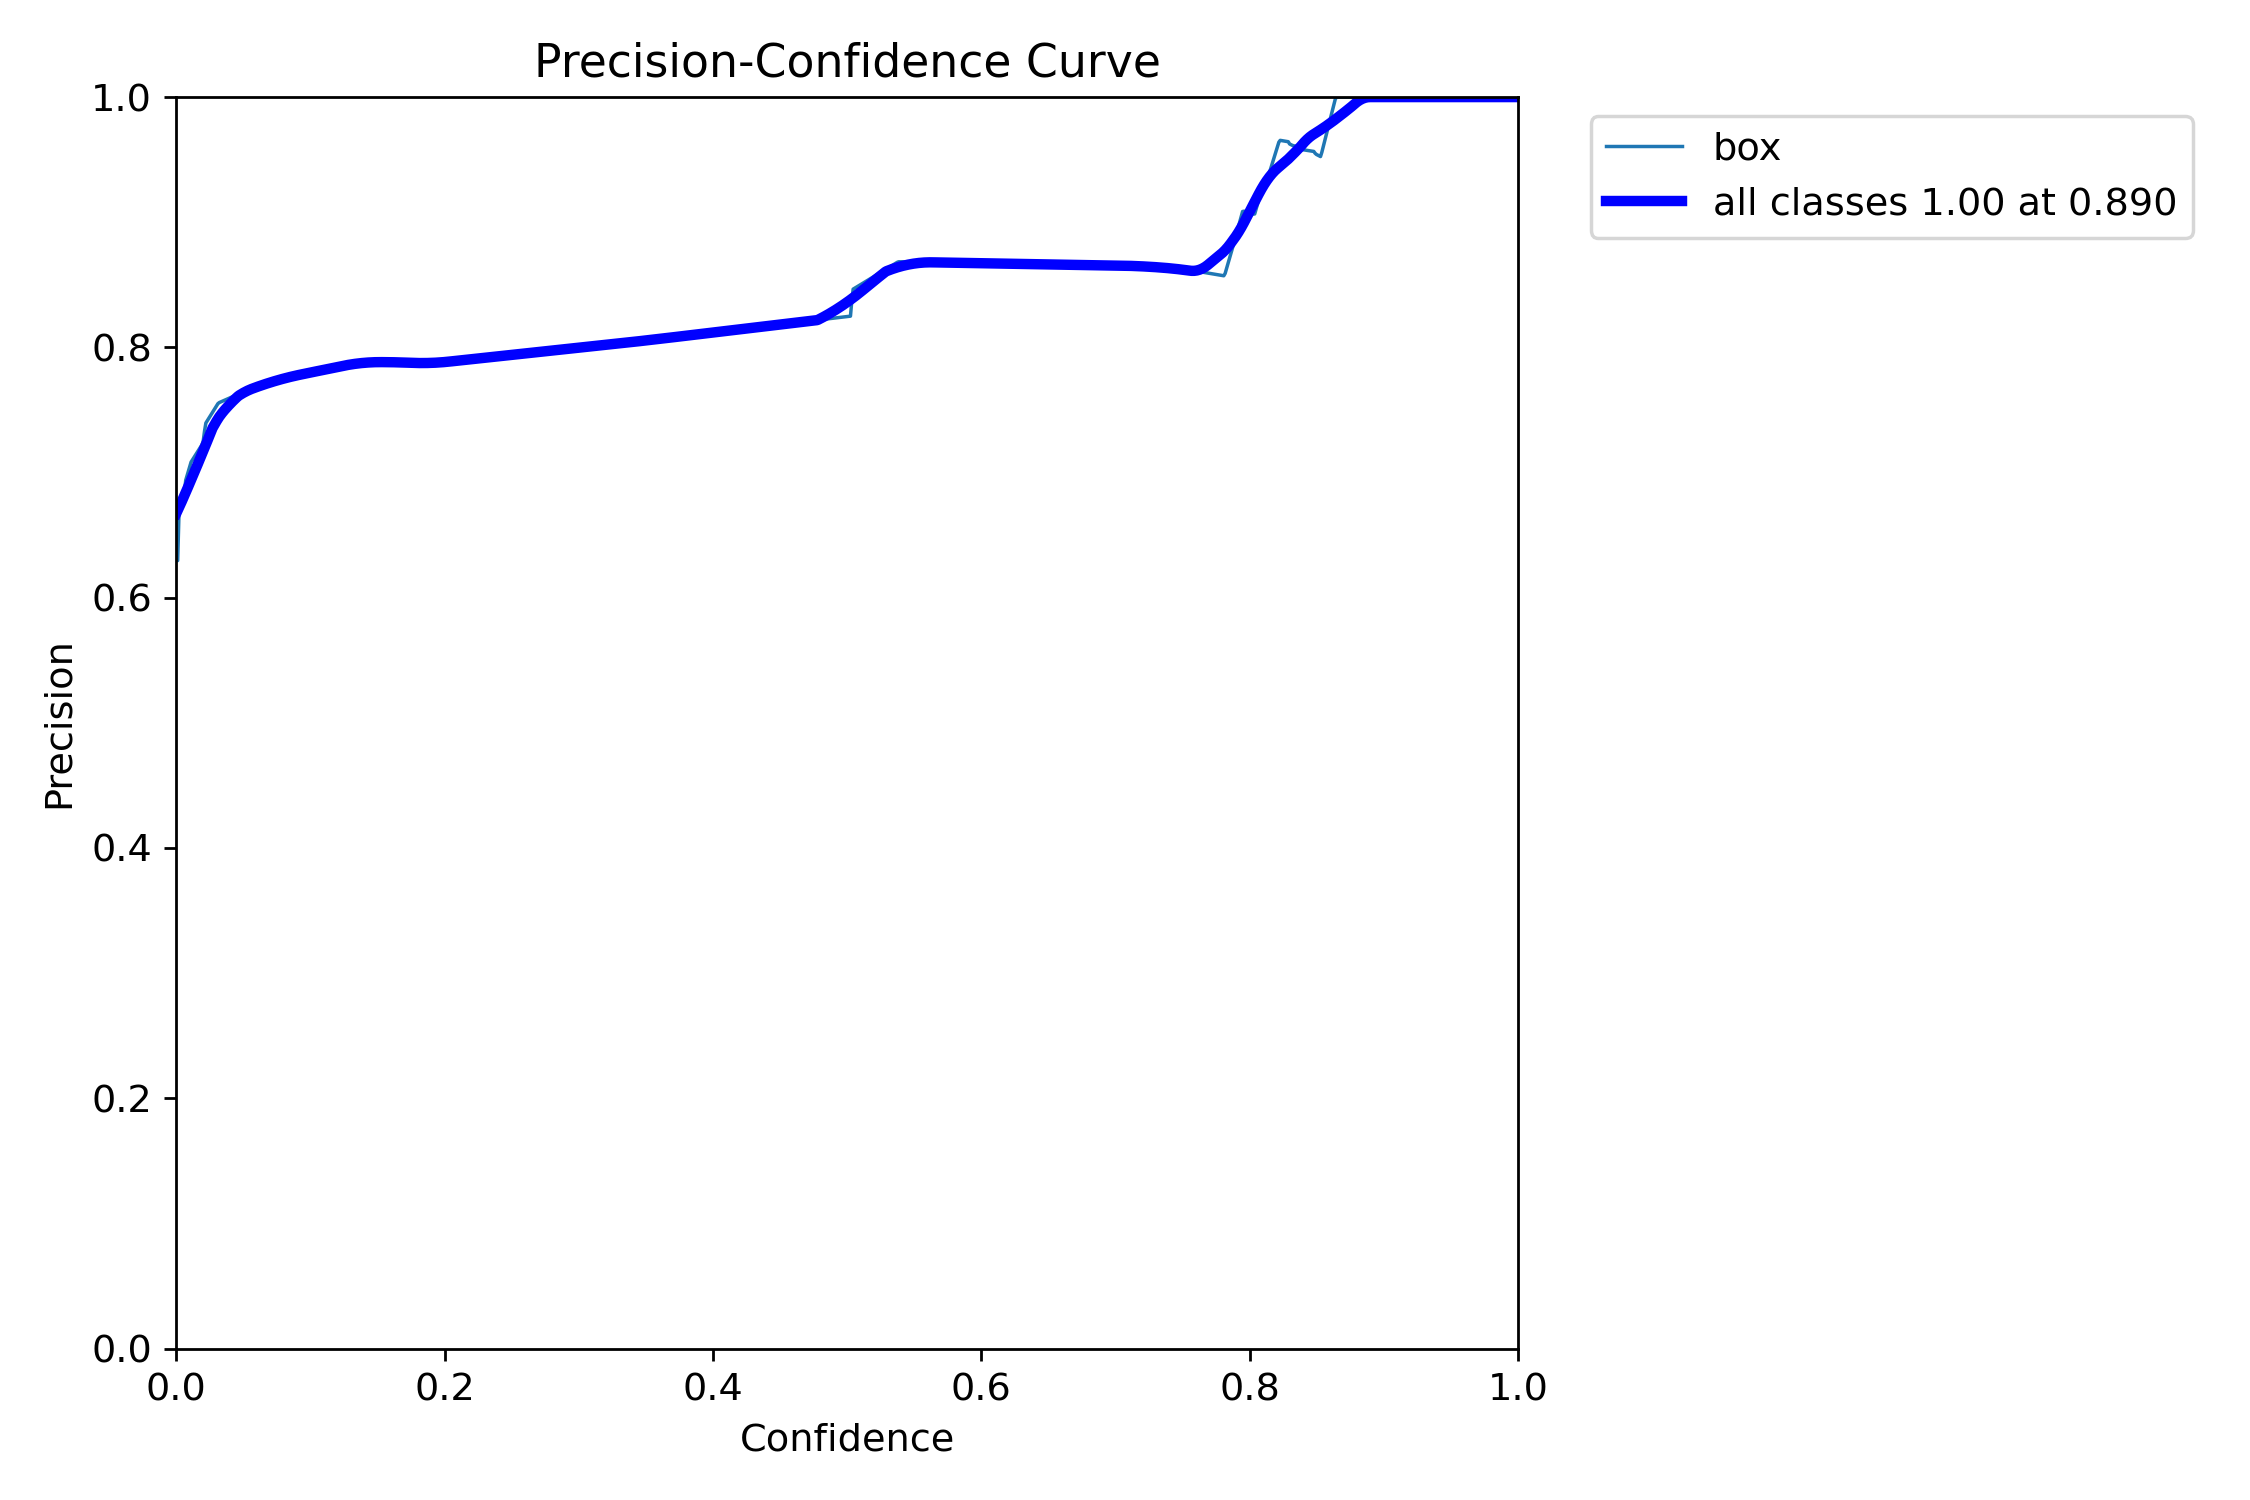 Precision-Confidence Curve
1.0
0.8
0.6
0.4
0.2
0.0
Precision
0.0 0.2 0.4 0.6 0.8 1.0
Confidence
box
all classes 1.00 at 0.890